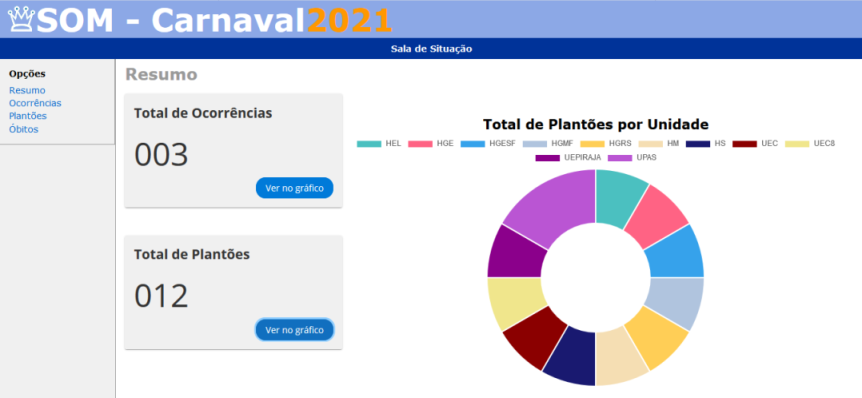 SOM - Carnaval2021
Sala de Situação
Opções
Resumo
Ocorrências
Plantões
Óbitos
Resumo
Total de Ocorrências
003
Ver no gráfico
Total de Plantões
012
Ver no gráfico
Total de Plantões por Unidade
HEL HGE HGESF HGMF HGRS HM HS UEC UEC8
UEPIRAJA UPAS